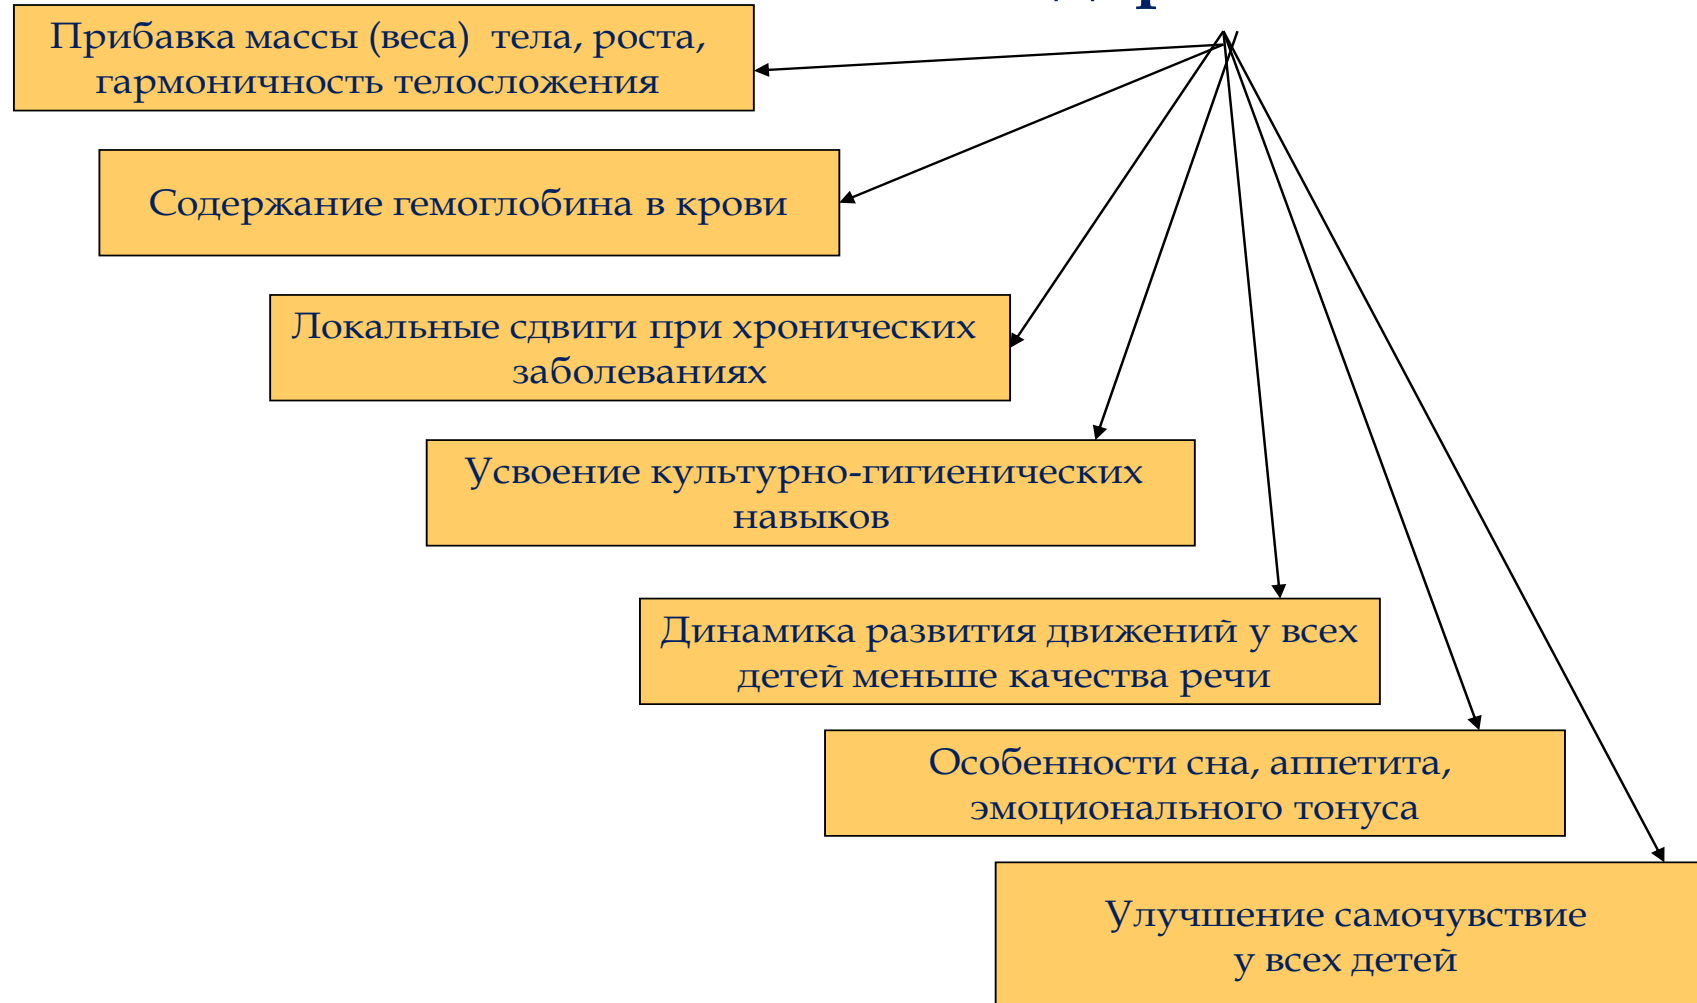 Прибавка массы (веса) тела, роста,
гармоничность телосложения
Содержание гемоглобина в крови
Локальные сдвиги при хронических
заболеваниях
Усвоение культурно-гигиенических
навыков
Динамика развития движений у всех
детей меньше качества речи
Особенности сна, аппетита,
эмоционального тонуса
Улучшение самочувствие
у всех детей